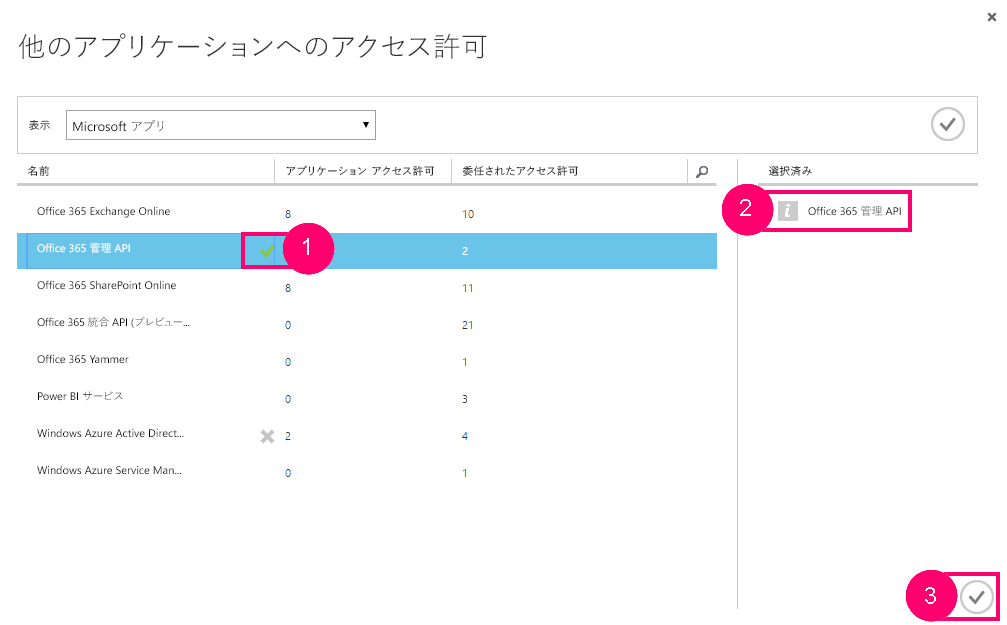 他のアプリケーションへのアクセス許可
表示 Microsoft アプリ
名前 アプリケーション アクセス許可 委任されたアクセス許可 選択済み
Office 365 Exchange Online 8 10 2 Office 365 管理 API
Office 365 管理 API 1 2
Office 365 SharePoint Online 8 11
Office 365 統合 API (プレビュー... 0 21
Office 365 Yammer 0 1
Power BI サービス 0 3
Windows Azure Active Direct... 2 4
Windows Azure Service Man... 0 1
3